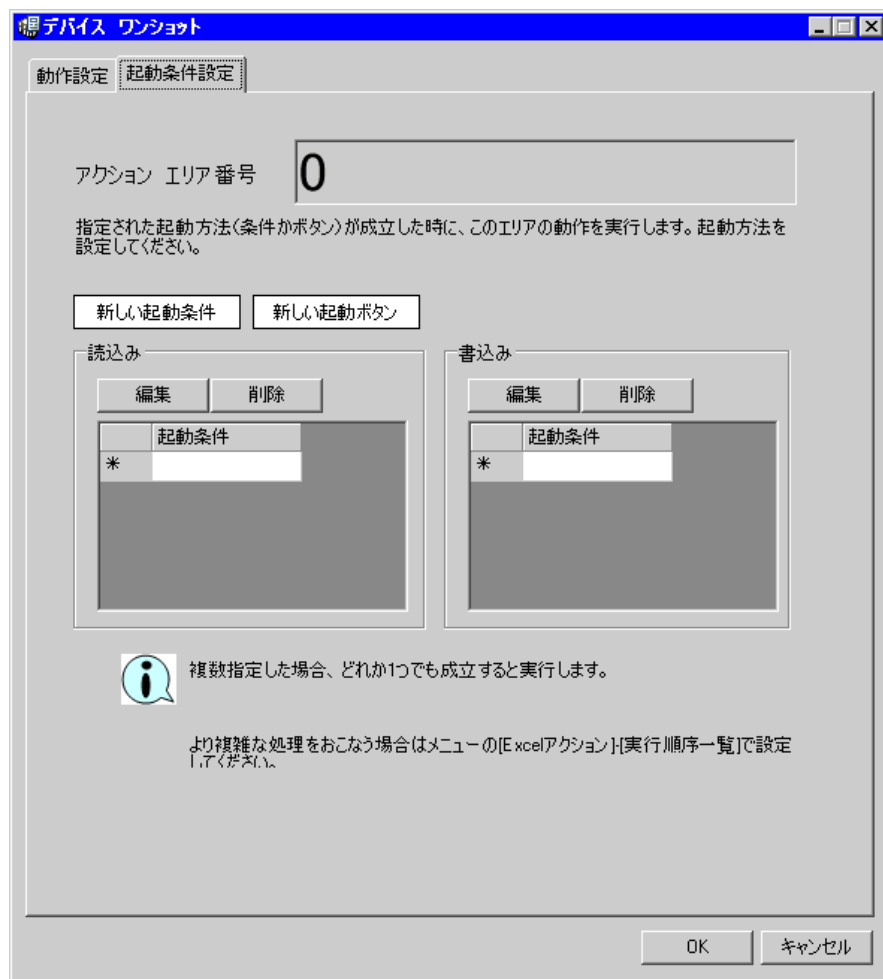 デバイス ワンショット
動作設定 起動条件設定
アクション エリア番号 0
指定された起動方法(条件かボタン)が成立した時に、このエリアの動作を実行します。起動方法を
設定してください。
新しい起動条件 新しい起動ボタン
読込み 書込み
編集 削除 編集 削除
起動条件 起動条件
* *
複数指定した場合、どれか1つでも成立すると実行します。
より複雑な処理をおこなう場合はメニューの[Excelアクション]-[実行順序一覧]で設定
してください。
OK キャンセル